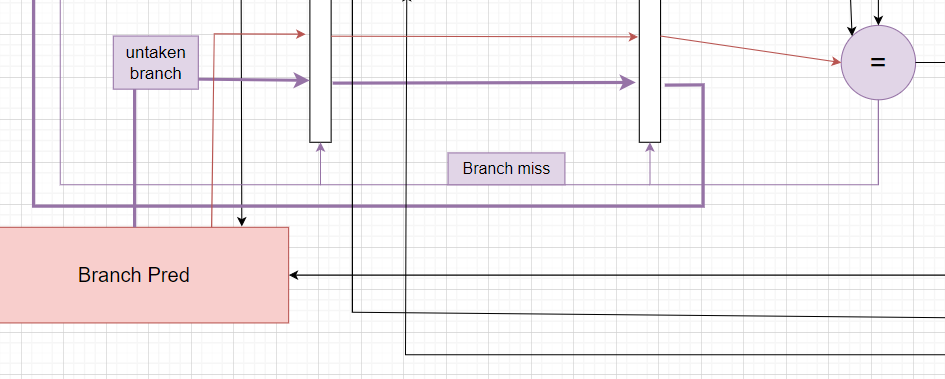 untaken
branch
=
Branch miss
Branch Pred